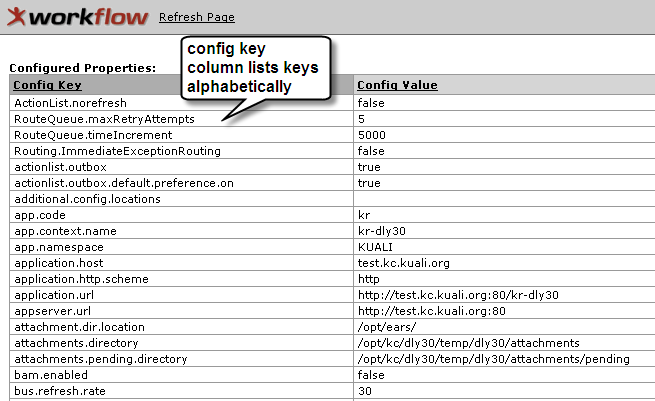 workflow Refresh Page
config key
column lists keys
alphabetically
Configured Properties:
Config Key Config Value
ActionList.norefresh false
RouteQueue.maxRetryAttempts 5
RouteQueue.timeIncrement 5000
Routing.ImmediateExceptionRouting false
actionlist.outbox true
actionlist.outbox.default.preference.on true
additional.config.locations
app.code kr
app.context.name kr-dly30
app.namespace KUALI
application.host test.kc.kuali.org
application.http.scheme http
application.url http://test.kc.kuali.org:80/kr-dly30
appserver.url http://test.kc.kuali.org:80
attachment.dir.location /opt/ears/
attachments.directory /opt/kc/dly30/temp/dly30/attachments
attachments.pending.directory /opt/kc/dly30/temp/dly30/attachments/pending
bam.enabled false
bus.refresh.rate 30